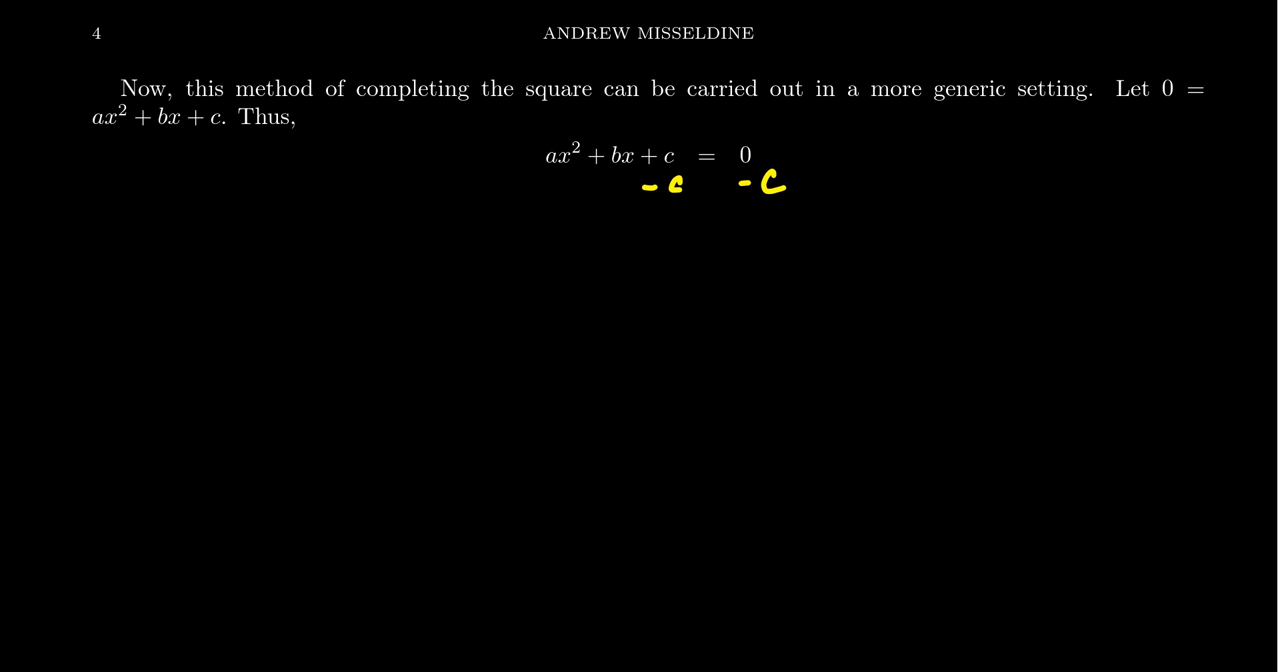 4 ANDREW MISSELDINE
Now, this method of completing the square can be carried out in a more generic setting. Let 0 =
ax² + bx + c. Thus,
ax² + bx + c = 0
- c - c